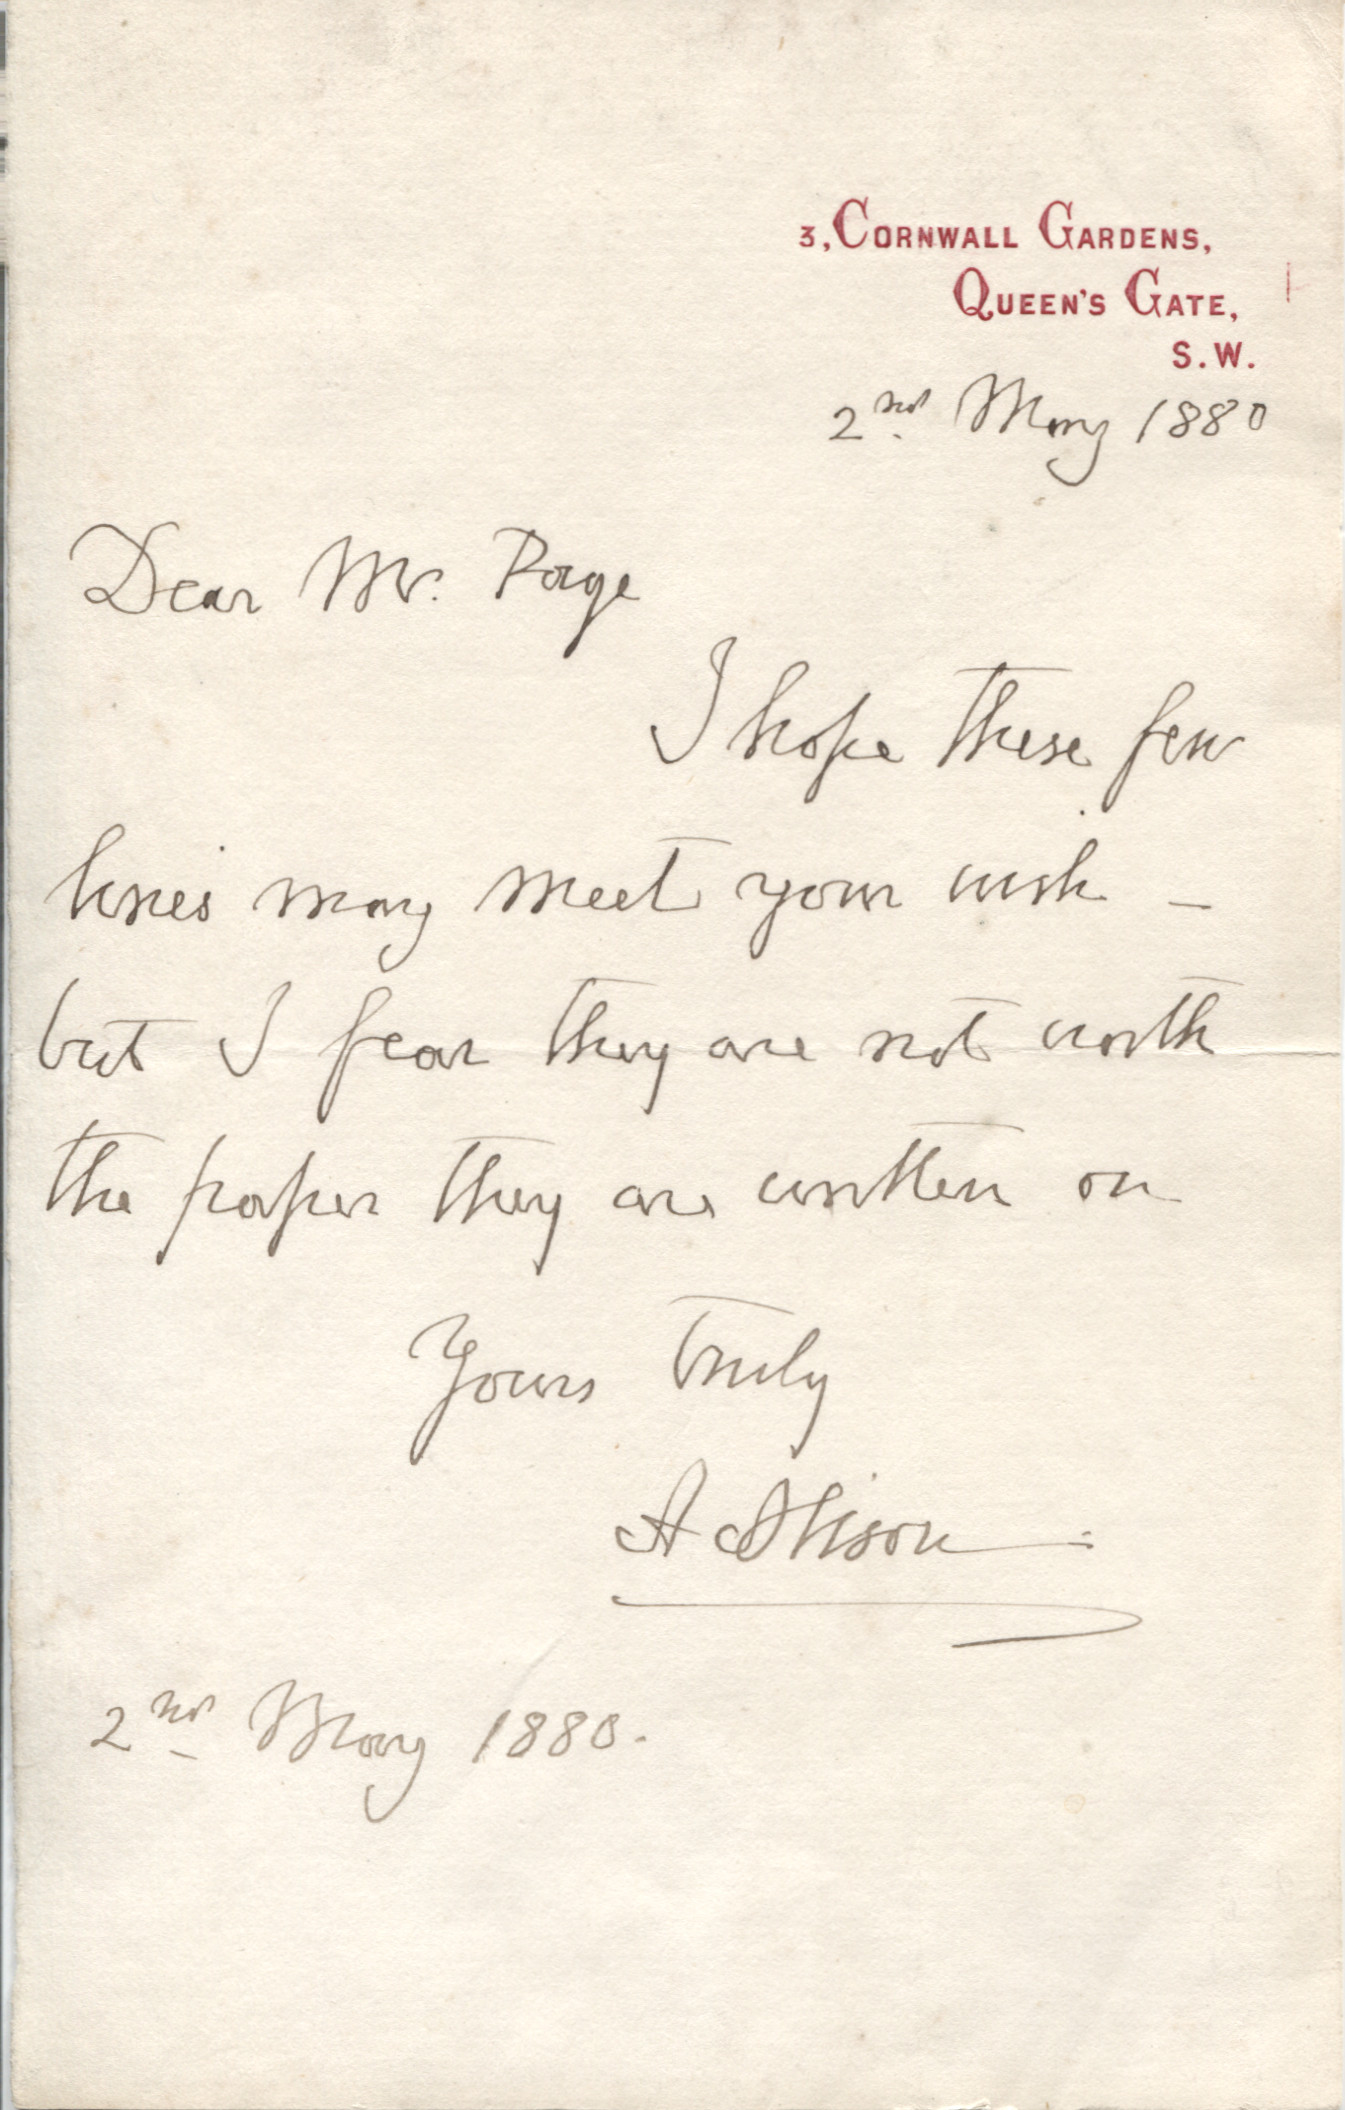 3, CORNWALL GARDENS,
QUEEN'S GATE,
S.W.
2nd. May 1880
Dear Mr. Page
I hope these few
lines may meet your wish –
but I fear they are not worth
the paper they are written on
Yours truly
A Alison
2nd May 1880.